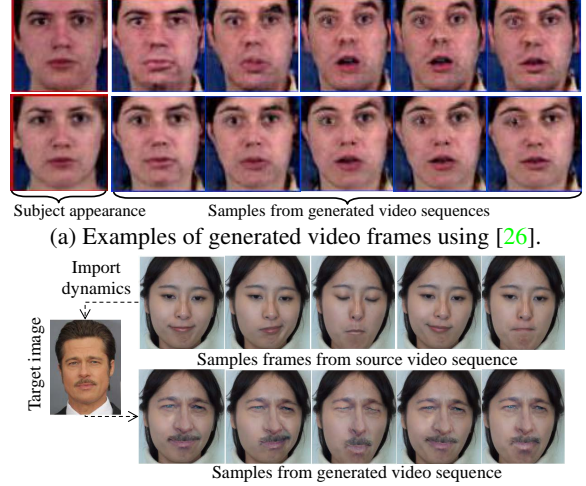 Subject appearance
Samples from generated video sequences
(a) Examples of generated video frames using [26].
Import
dynamics
Target image
Samples frames from source video sequence
Samples from generated video sequence